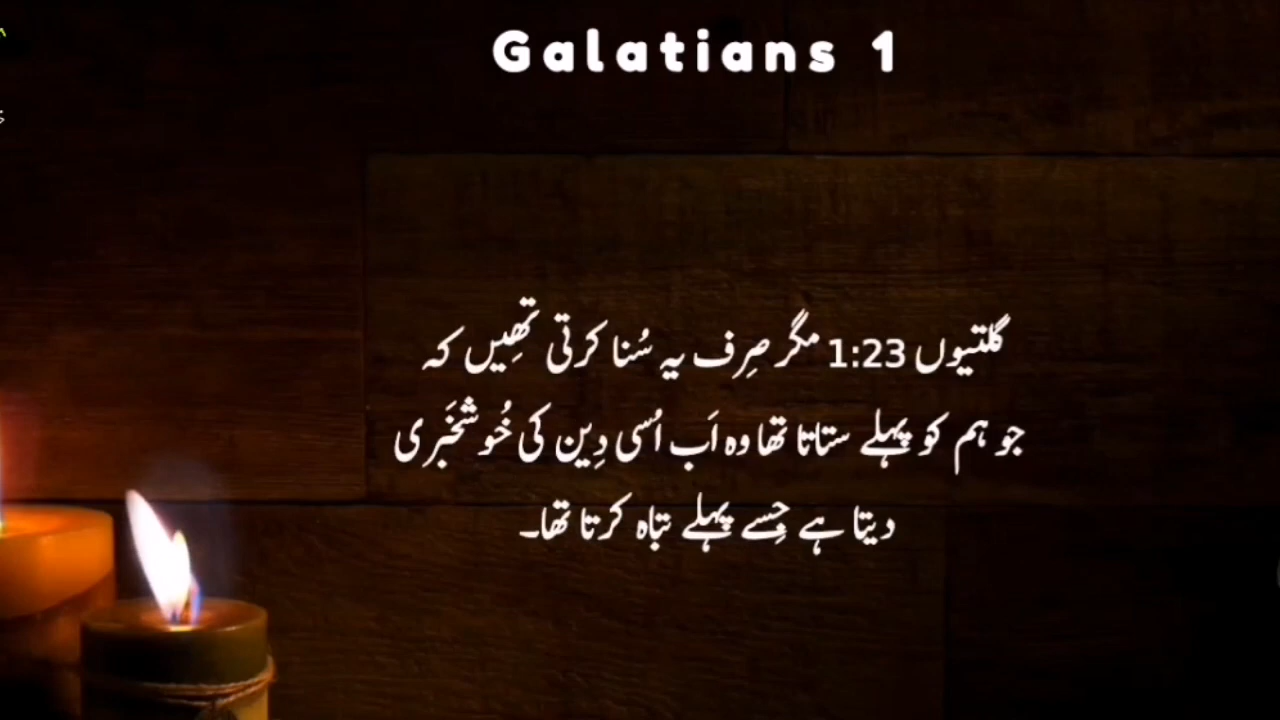 Galatians 1
گلتیوں 1:23 مگر صِرف یہ سُنا کرتی تھِیں کہ
جو ہم کو پہلے ستاتا تھا وہ اَب اُسی دِین کی خُوشخَبری
دیتا ہے جِسے پہلے تباہ کرتا تھا۔